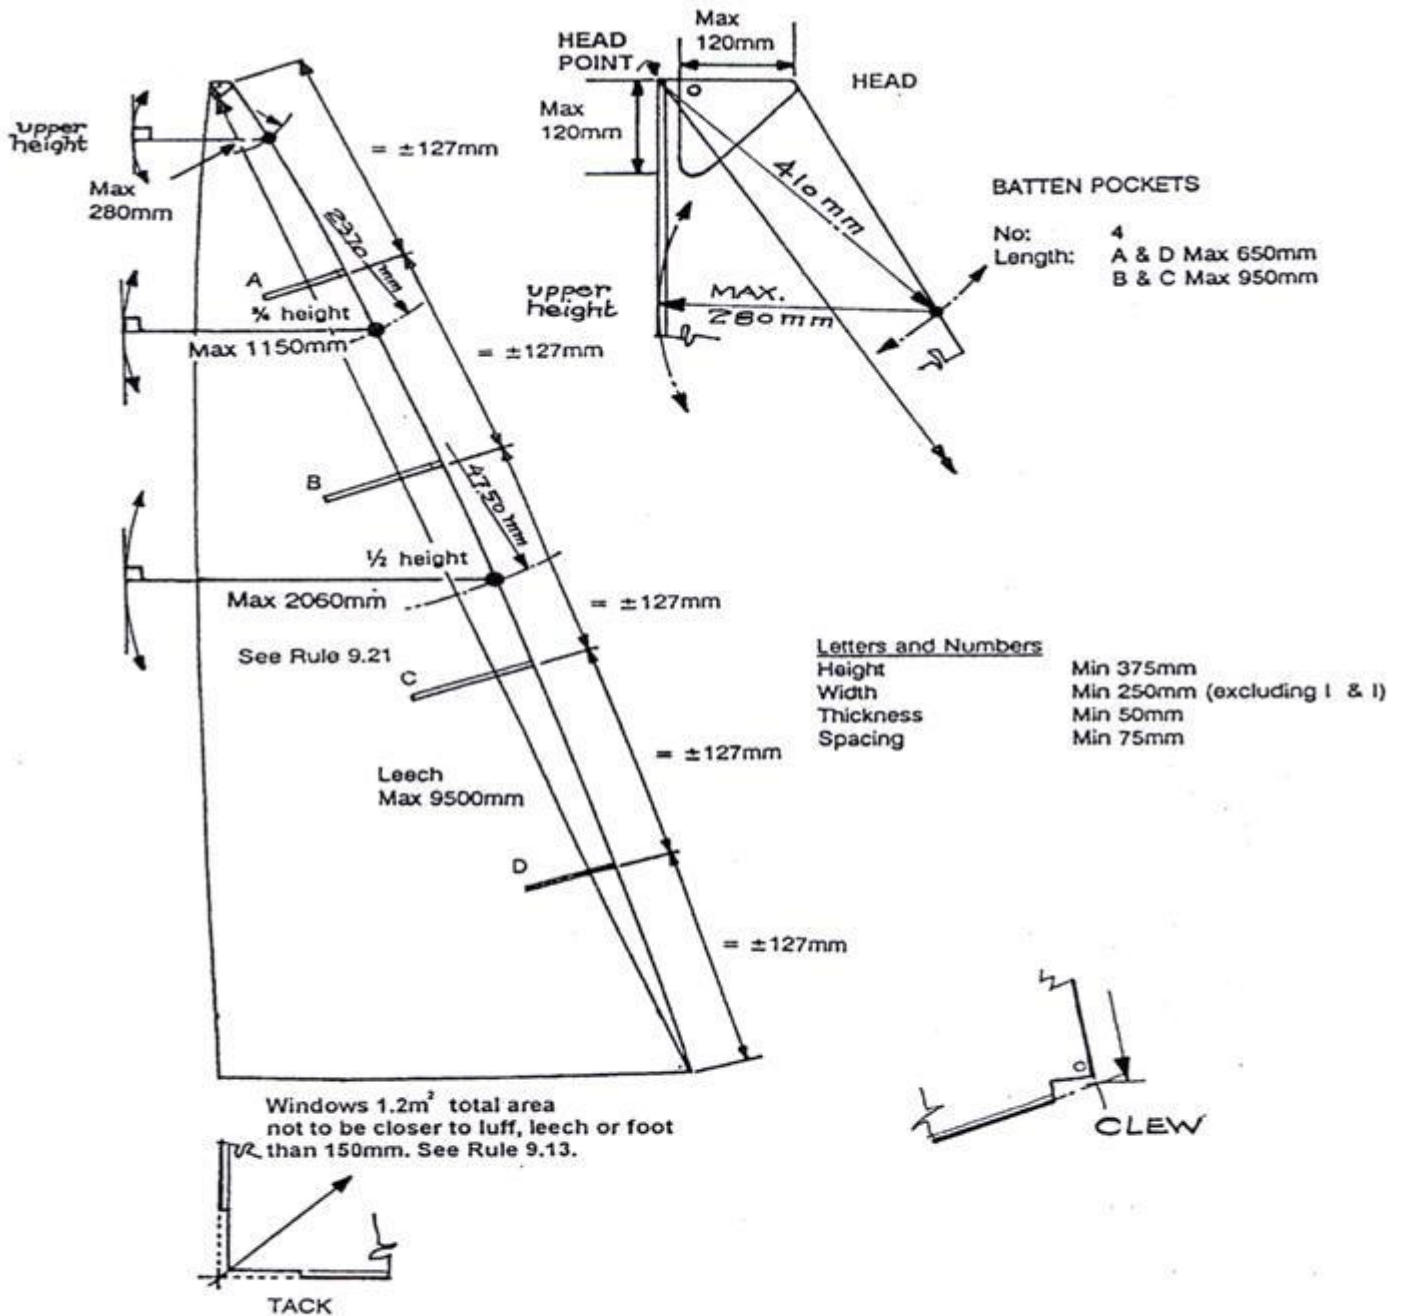 Max
120mm
HEAD
POINT
HEAD
Max
120mm
upper
height
= ±127mm
Max
280mm
410mm
BATTEN POCKETS
No: 4
Length: A & D Max 650mm
B & C Max 950mm
2370 mm
A
¾ height
upper
height
MAX.
280mm
Max 1150mm
= ±127mm
B
4750 mm
½ height
Max 2060mm
= ±127mm
See Rule 9.21
C
Letters and Numbers
Height Min 375mm
Width Min 250mm (excluding I & I)
Thickness Min 50mm
Spacing Min 75mm
= ±127mm
Leech
Max 9500mm
D
= ±127mm
Windows 1.2m² total area
not to be closer to luff, leech or foot
than 150mm. See Rule 9.13.
CLEW
TACK